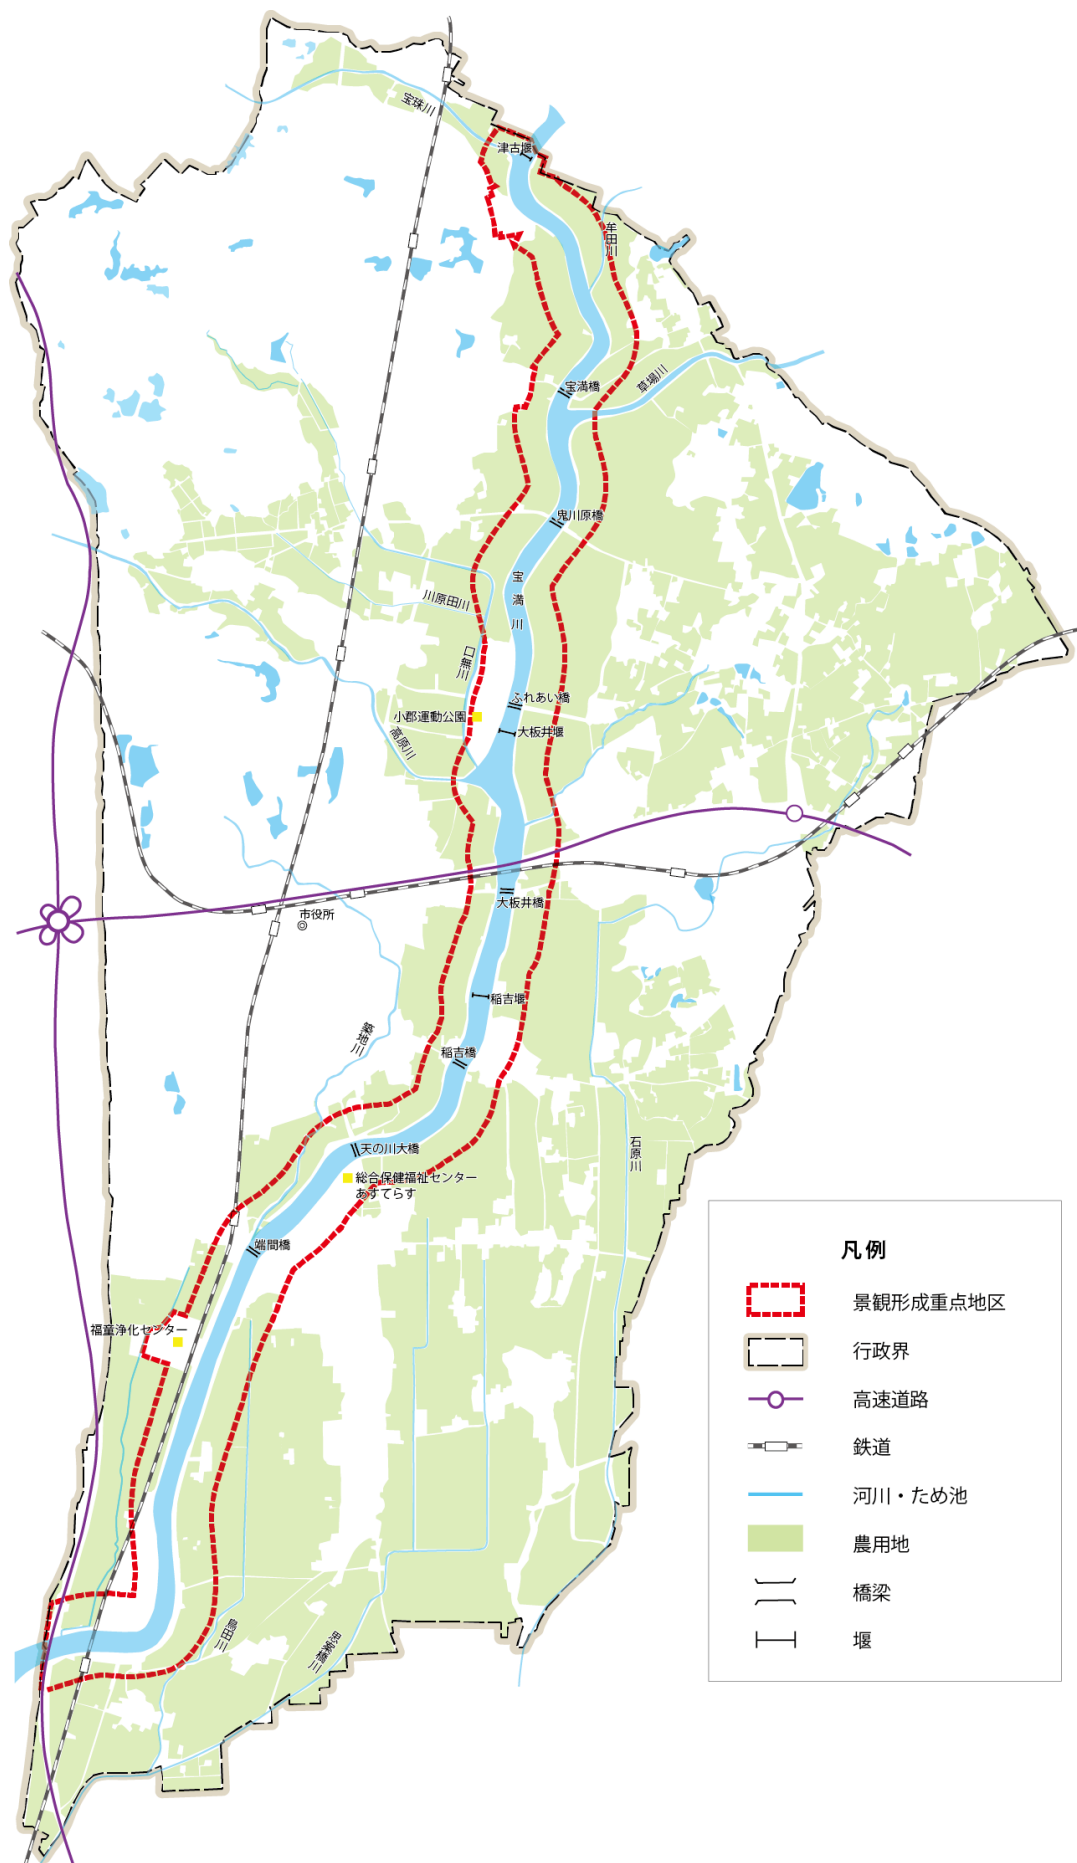 宝珠川
津古堰
牟田川
宝満橋
草場川
鬼川原橋
宝満川
川原田川
口無川
ふれあい橋
小郡運動公園
大板井堰
高原川
大板井橋
市役所
稲吉堰
築地川
稲吉橋
天の川大橋
石原川
総合保健福祉センター
あすてらす
端間橋
福童浄化センター
鳥田川
思案橋川
凡例
景観形成重点地区
行政界
高速道路
鉄道
河川・ため池
農用地
橋梁
堰